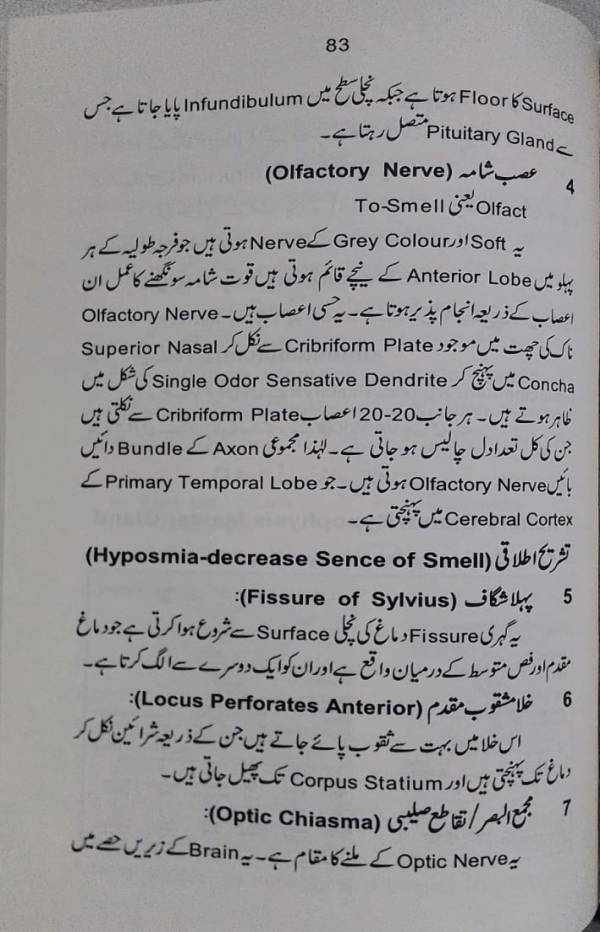 83
Surface کا Floor ہوتا ہے جبکہ نچلی سطح میں Infundibulum پایا جاتا ہے جس
سے Pituitary Gland متصل رہتا ہے۔
4 عصب شامہ (Olfactory Nerve)
Olfact یعنی To-Smell
یہ Soft اور Grey Colour کے Nerve ہوتی ہیں جو فرجہ طولیہ کے ہر
پہلو میں Anterior Lobe کے نیچے قائم ہوتی ہیں قوت شامہ سونگھنے کا عمل ان
اعصاب کے ذریعہ انجام پذیر ہوتا ہے۔ یہ حسی اعصاب ہیں۔ Olfactory Nerve
ناک کی چھت میں موجود Cribriform Plate سے نکل کر Superior Nasal
Concha میں پہنچ کر Single Odor Sensative Dendrite کی شکل میں
ظاہر ہوتے ہیں۔ ہر جانب 20-20 اعصاب Cribriform Plate سے نکلتی ہیں
جن کی کل تعداد دل چالیس ہو جاتی ہے۔ لہٰذا مجموعی Axon کے Bundle دائیں
بائیں Olfactory Nerve ہوتی ہیں۔ جو Primary Temporal Lobe کے
Cerebral Cortex میں پہنچتی ہے۔
تشریح اطلاقی (Hyposmia-decrease Sence of Smell)
5 پہلا شگاف (Fissure of Sylvius):
یہ گہری Fissure دماغ کی نچلی Surface سے شروع ہوا کرتی ہے جو دماغ
مقدم اور فص متوسط کے درمیان واقع ہے اور ان کو ایک دوسرے سے الگ کرتا ہے۔
6 خلا مشقوب مقدم (Locus Perforates Anterior):
اس خلا میں بہت سے ثقوب پائے جاتے ہیں جن کے ذریعہ شرائین نکل کر
دماغ تک پہنچتی ہیں اور Corpus Statium تک پھیل جاتی ہیں۔
7 مجمع البصر/تقاطع صلیبی (Optic Chiasma):
یہ Optic Nerve کے ملنے کا مقام ہے۔ یہ Brain کے زیریں حصے میں